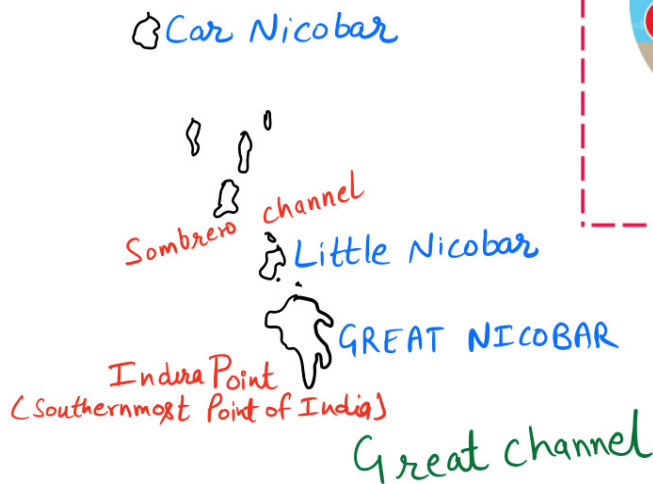 Car Nicobar
Sombrero channel
Little Nicobar
GREAT NICOBAR
Indira Point
(Southernmost Point of India)
Great channel